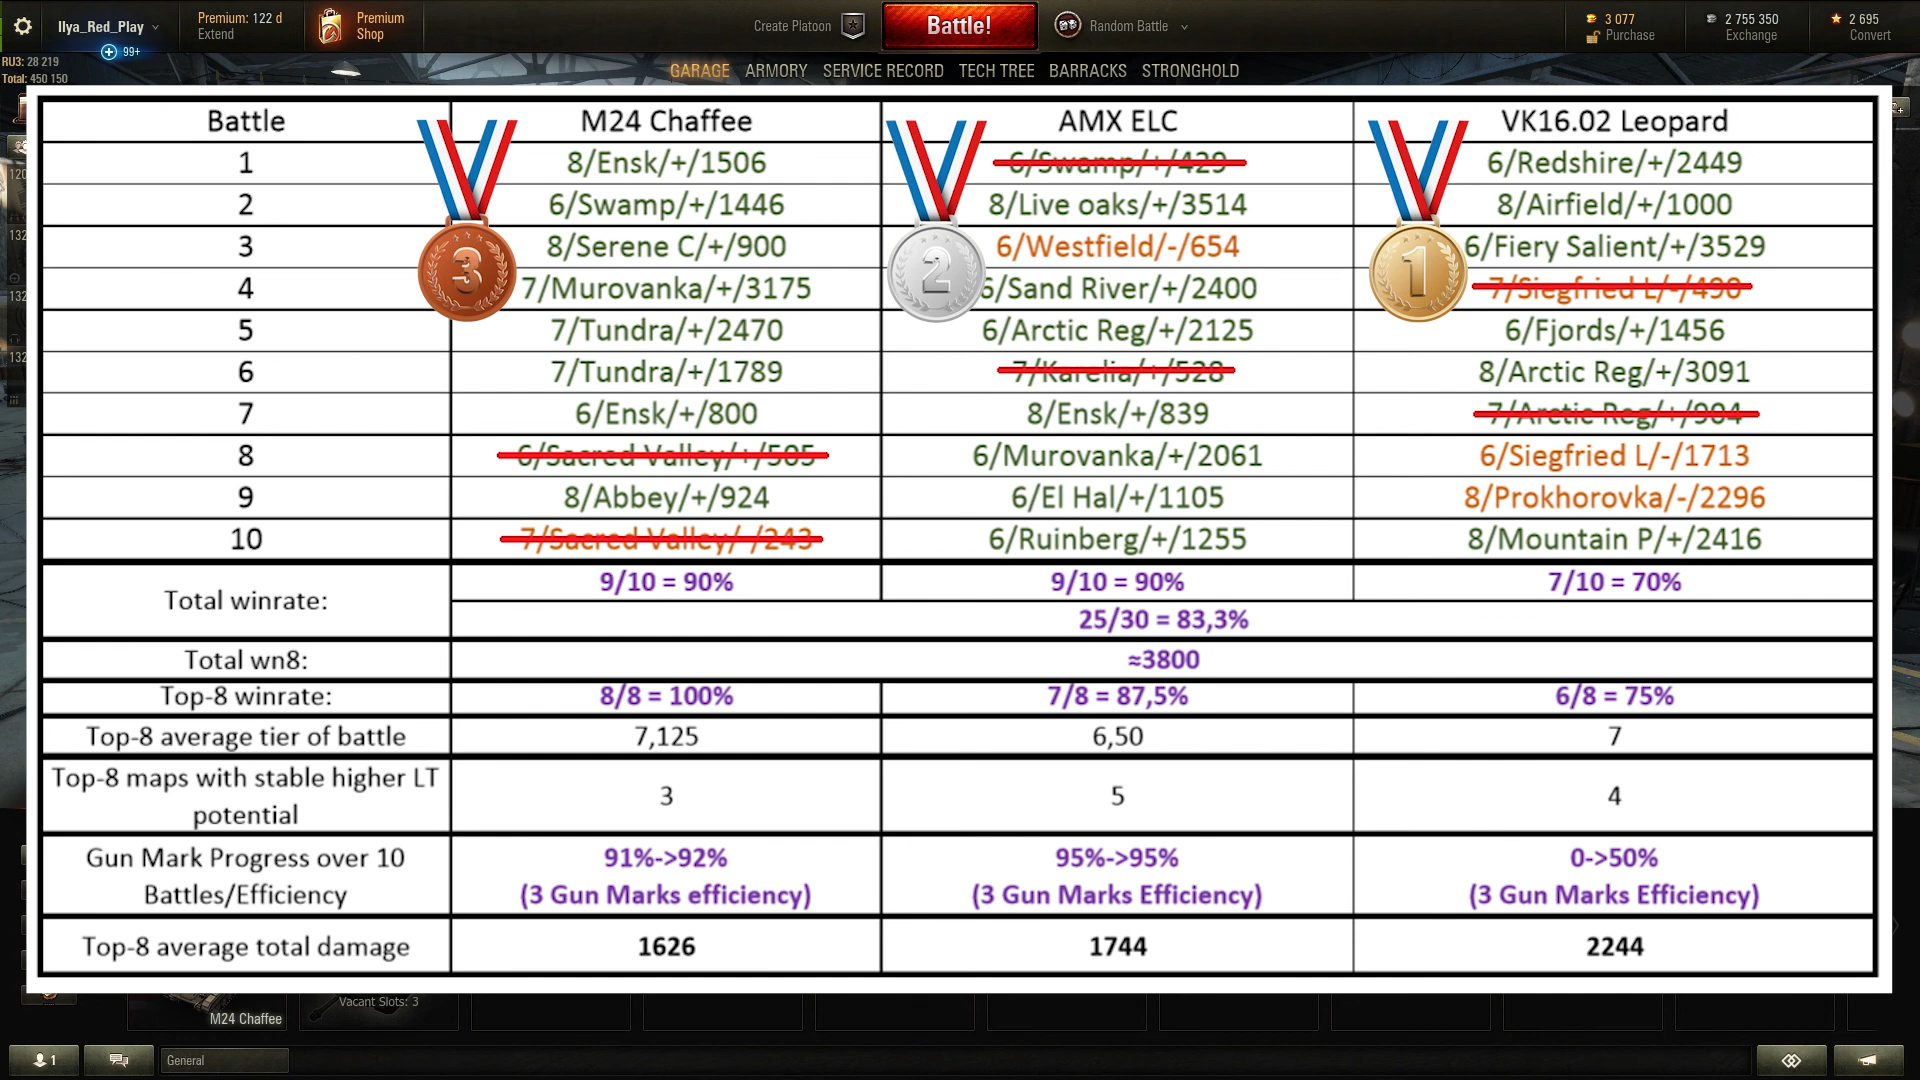 Ilya_Red_Play
99+
Premium: 122 d
Extend
Premium
Shop
Create Platoon
Battle!
Random Battle
3 077
Purchase
2 755 350
Exchange
2 695
Convert
RU3: 28 219
Total: 450 150
GARAGE ARMORY SERVICE RECORD TECH TREE BARRACKS STRONGHOLD
Battle M24 Chaffee AMX ELC VK16.02 Leopard
1 8/Ensk/+/1506 6/Swamp/+/429 6/Redshire/+/2449
2 6/Swamp/+/1446 8/Live oaks/+/3514 8/Airfield/+/1000
3 8/Serene C/+/900 6/Westfield/-/654 6/Fiery Salient/+/3529
4 7/Murovanka/+/3175 6/Sand River/+/2400 7/Siegfried L/-/490
5 7/Tundra/+/2470 6/Arctic Reg/+/2125 6/Fjords/+/1456
6 7/Tundra/+/1789 7/Karelia/+/528 8/Arctic Reg/+/3091
7 6/Ensk/+/800 8/Ensk/+/839 7/Arctic Reg/+/904
8 6/Sacred Valley/+/505 6/Murovanka/+/2061 6/Siegfried L/-/1713
9 8/Abbey/+/924 6/El Hal/+/1105 8/Prokhorovka/-/2296
10 7/Sacred Valley/-/243 6/Ruinberg/+/1255 8/Mountain P/+/2416
3
2
1
Total winrate: 9/10 = 90% 9/10 = 90% 7/10 = 70%
25/30 = 83,3%
Total wn8: ≈3800
Top-8 winrate: 8/8 = 100% 7/8 = 87,5% 6/8 = 75%
Top-8 average tier of battle 7,125 6,50 7
Top-8 maps with stable higher LT
potential 3 5 4
Gun Mark Progress over 10 91%->92% 95%->95% 0->50%
Battles/Efficiency (3 Gun Marks efficiency) (3 Gun Marks Efficiency) (3 Gun Marks Efficiency)
Top-8 average total damage 1626 1744 2244
Vacant Slots: 3
M24 Chaffee
1
General